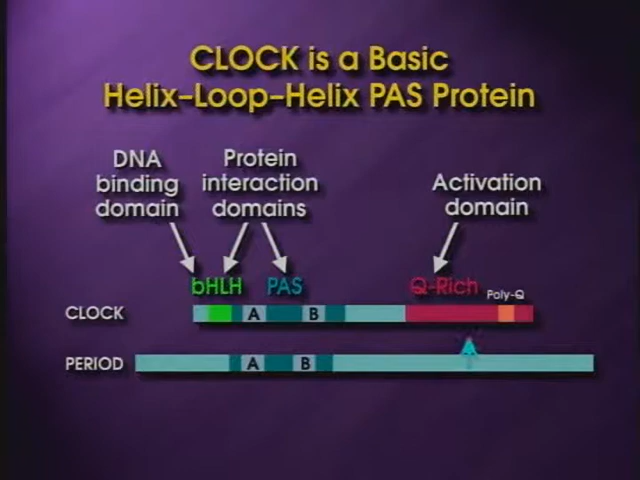 CLOCK is a Basic
Helix–Loop–Helix PAS Protein
DNA
binding
domain
Protein
interaction
domains
Activation
domain
bHLH
PAS
Q-Rich
Poly-Q
CLOCK
A
B
PERIOD
A
B